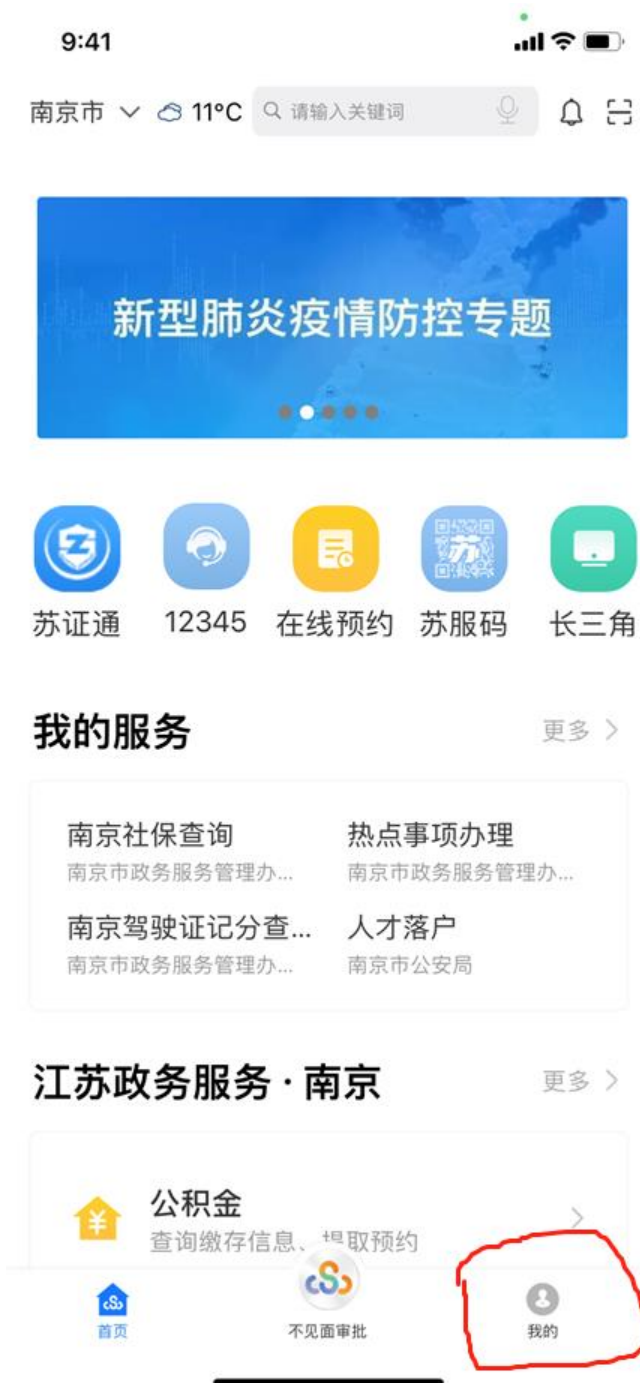 9:41
南京市 11°C 请输入关键词
新型肺炎疫情防控专题
苏
苏证通 12345 在线预约 苏服码 长三角
我的服务 更多
南京社保查询 热点事项办理
南京市政务服务管理办... 南京市政务服务管理办...
南京驾驶证记分查... 人才落户
南京市政务服务管理办... 南京市公安局
江苏政务服务·南京 更多
公积金
查询缴存信息、提取预约
首页 不见面审批 我的